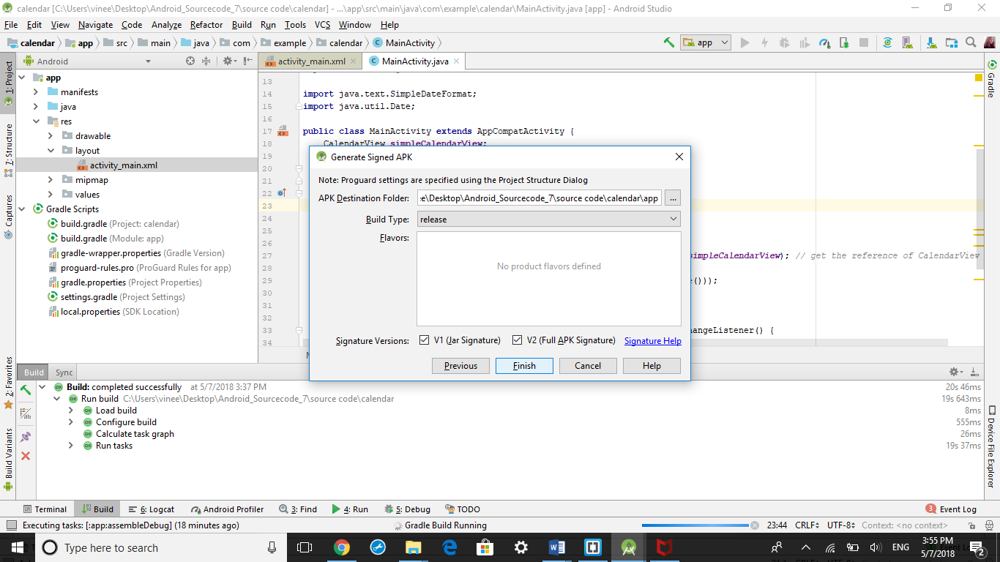 calendar [C:\Users\vinee\Desktop\Android_Sourcecode_7\source code\calendar] - ...\app\src\main\java\com\example\calendar\MainActivity.java [app] - Android Studio
File Edit View Navigate Code Analyze Refactor Build Run Tools VCS Window Help
calendar app src main java com example calendar MainActivity
app
Android
activity_main.xml MainActivity.java
1: Project
7: Structure
Captures
2: Favorites
Build Variants
app
manifests
java
res
drawable
layout
activity_main.xml
mipmap
values
Gradle Scripts
build.gradle (Project: calendar)
build.gradle (Module: app)
gradle-wrapper.properties (Gradle Version)
proguard-rules.pro (ProGuard Rules for app)
gradle.properties (Project Properties)
settings.gradle (Project Settings)
local.properties (SDK Location)
13
14 import java.text.SimpleDateFormat;
15 import java.util.Date;
16
17 public class MainActivity extends AppCompatActivity {
18 CalendarView simpleCalendarView;
19
20
21
22
23
24
25
26
27 simpleCalendarView); // get the reference of CalendarView
28
29 e()));
30
31
32
33 hangeListener() {
34
Generate Signed APK
Note: Proguard settings are specified using the Project Structure Dialog
APK Destination Folder: :e\Desktop\Android_Sourcecode_7\source code\calendar\app ...
Build Type: release
Flavors:
No product flavors defined
Signature Versions: V1 (Jar Signature) V2 (Full APK Signature) Signature Help
Previous Finish Cancel Help
Gradle
Device File Explorer
Build Sync
Build: completed successfully at 5/7/2018 3:37 PM 20s 46ms
Run build C:\Users\vinee\Desktop\Android_Sourcecode_7\source code\calendar 19s 643ms
Load build 8ms
Configure build 555ms
Calculate task graph 26ms
Run tasks 19s 37ms
Terminal Build 6: Logcat Android Profiler 3: Find 4: Run 5: Debug TODO 3 Event Log
Executing tasks: [:app:assembleDebug] (18 minutes ago) Gradle Build Running 23:44 CRLF UTF-8 Context: <no context>
Type here to search
ENG
3:55 PM
5/7/2018
2